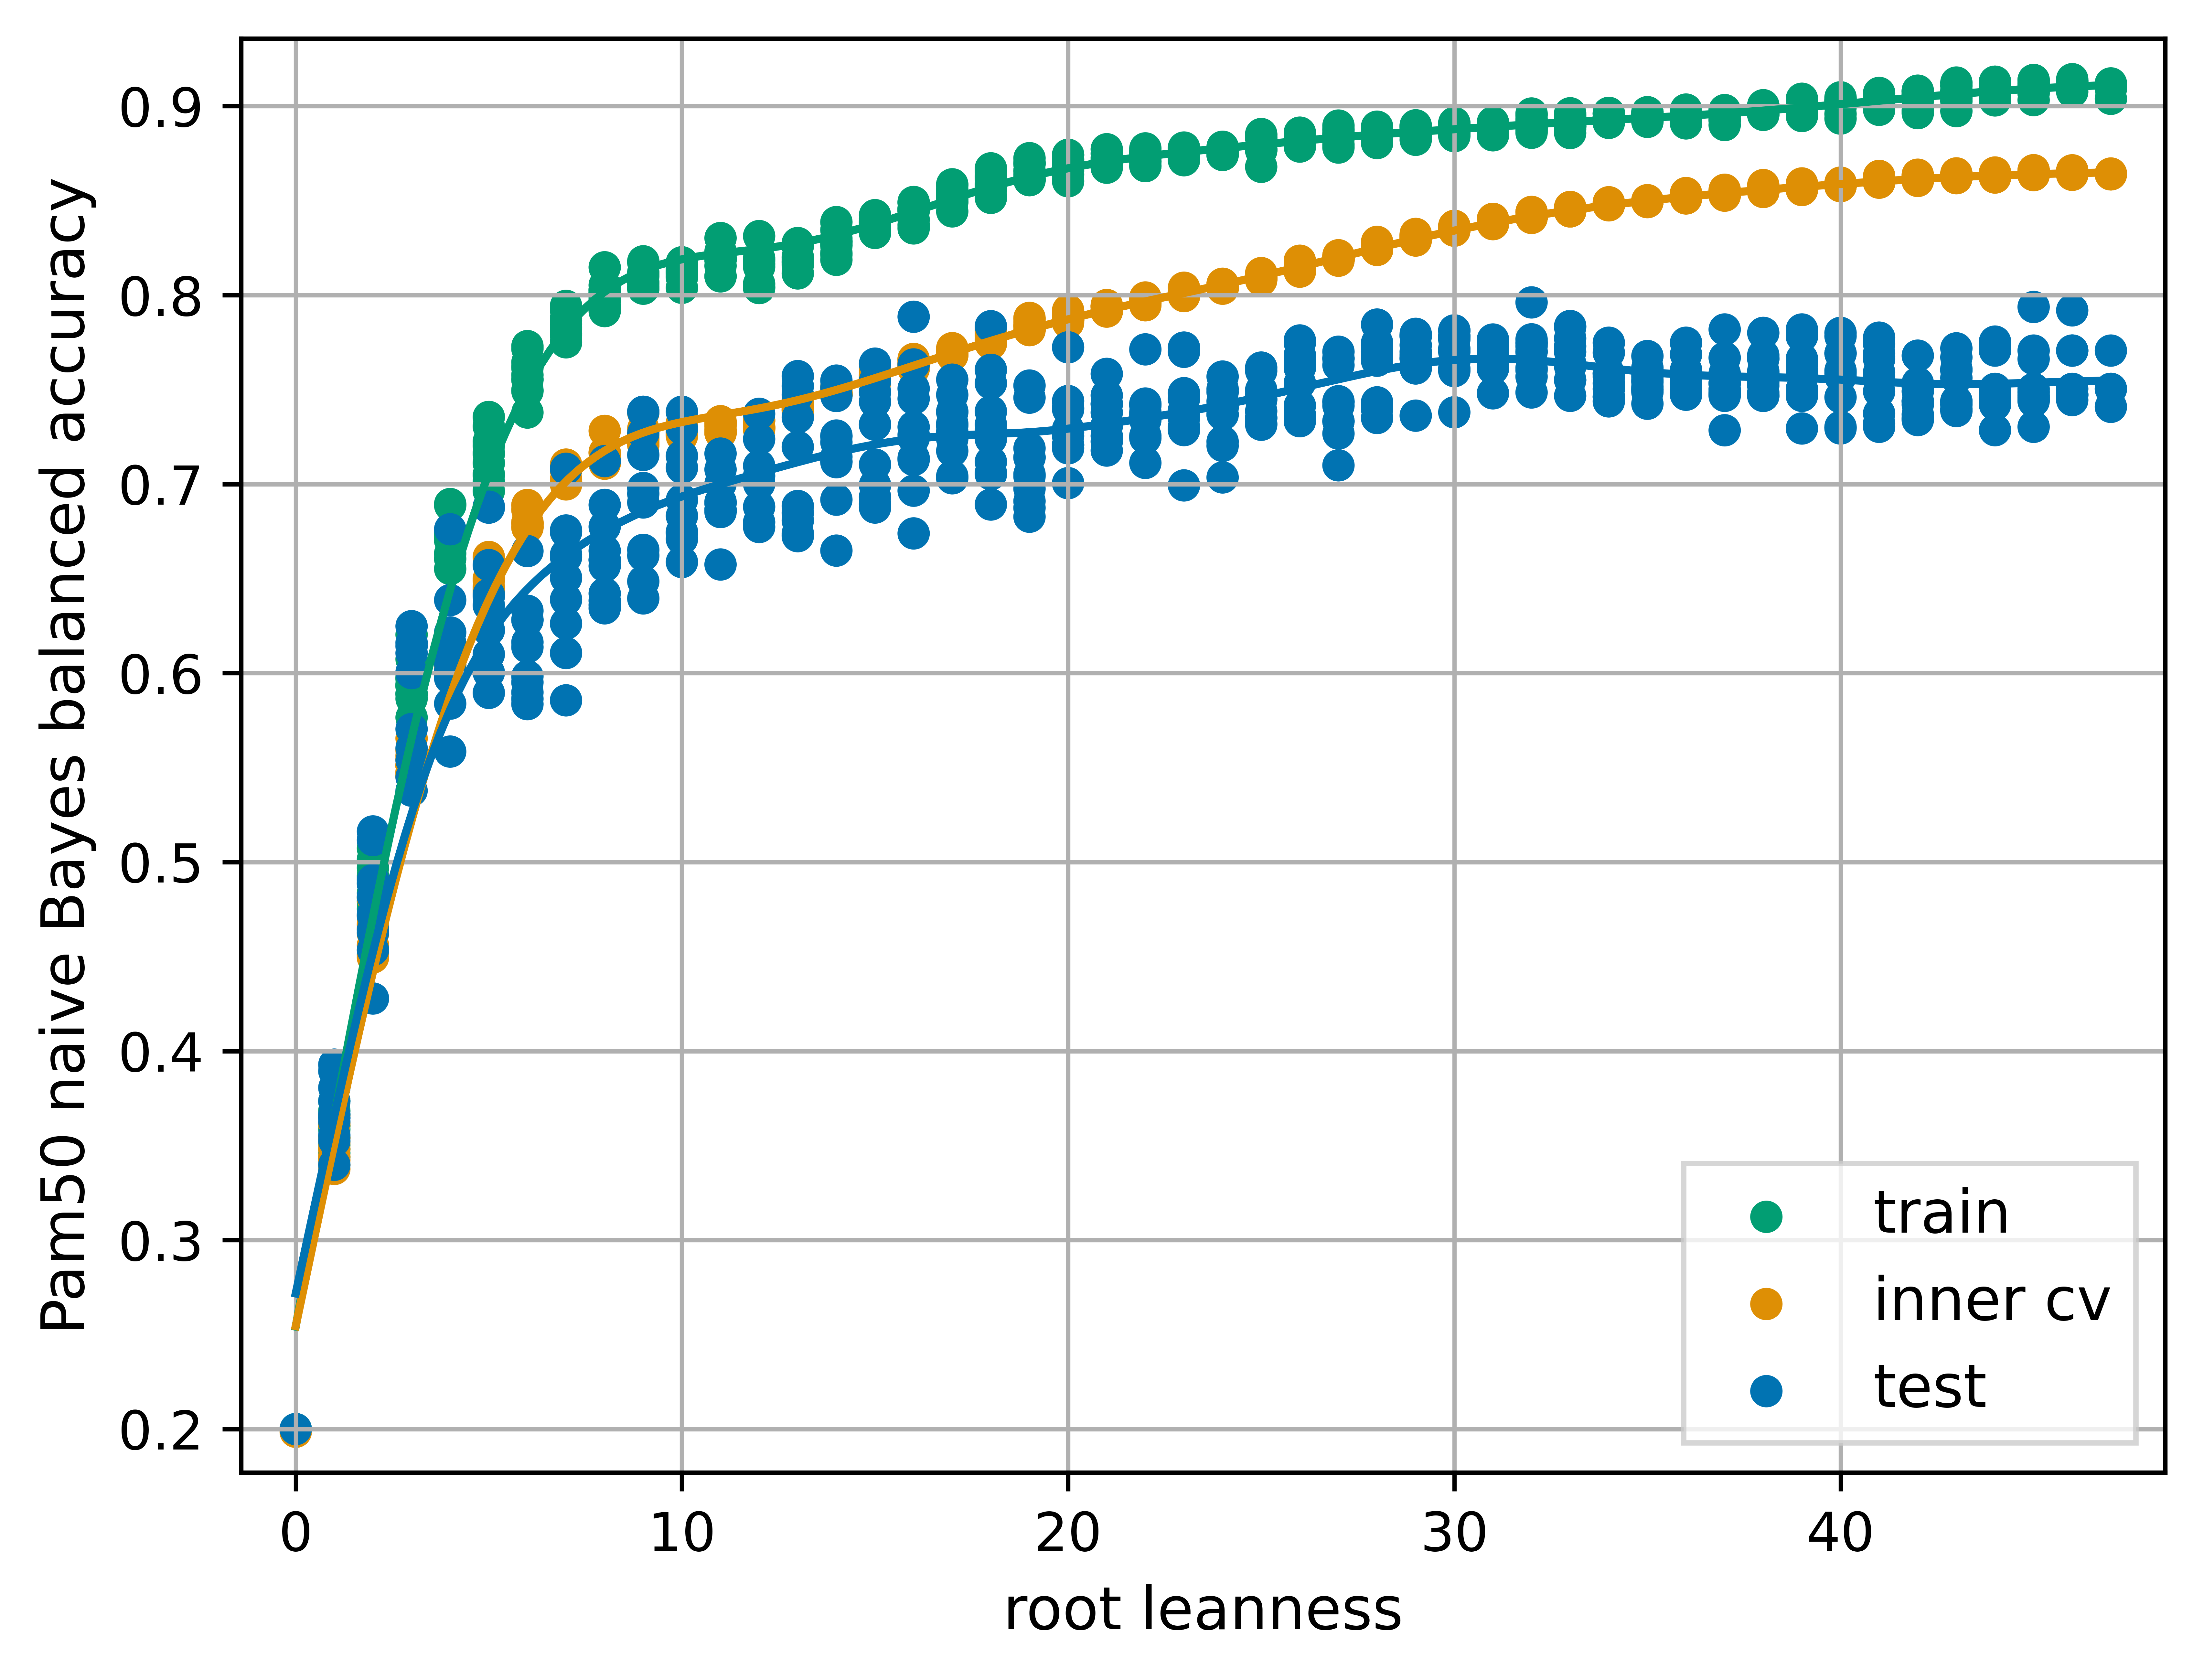 Pam50 naive Bayes balanced accuracy
0.9
0.8
0.7
0.6
0.5
0.4
0.3
0.2
0 10 20 30 40
root leanness
train
inner cv
test